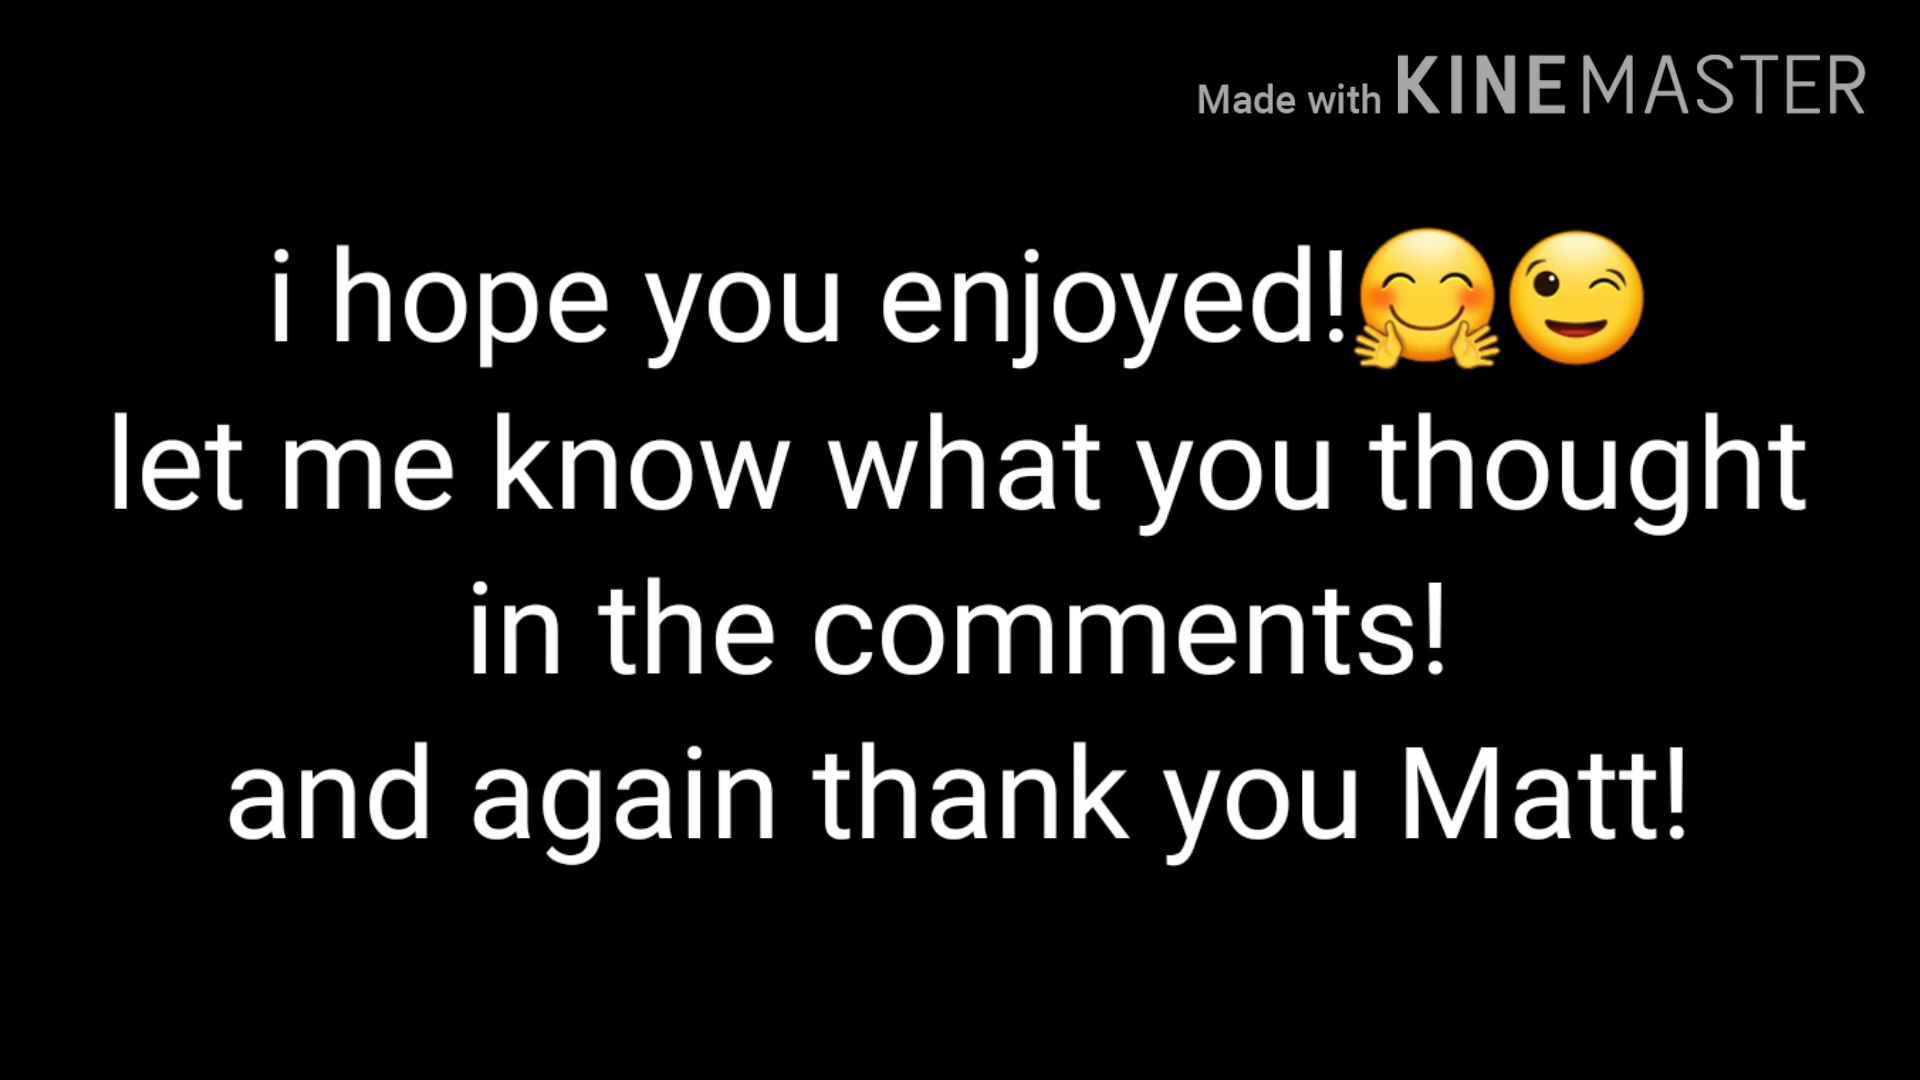 Made with KINEMASTER
i hope you enjoyed!🤗😉
let me know what you thought
in the comments!
and again thank you Matt!